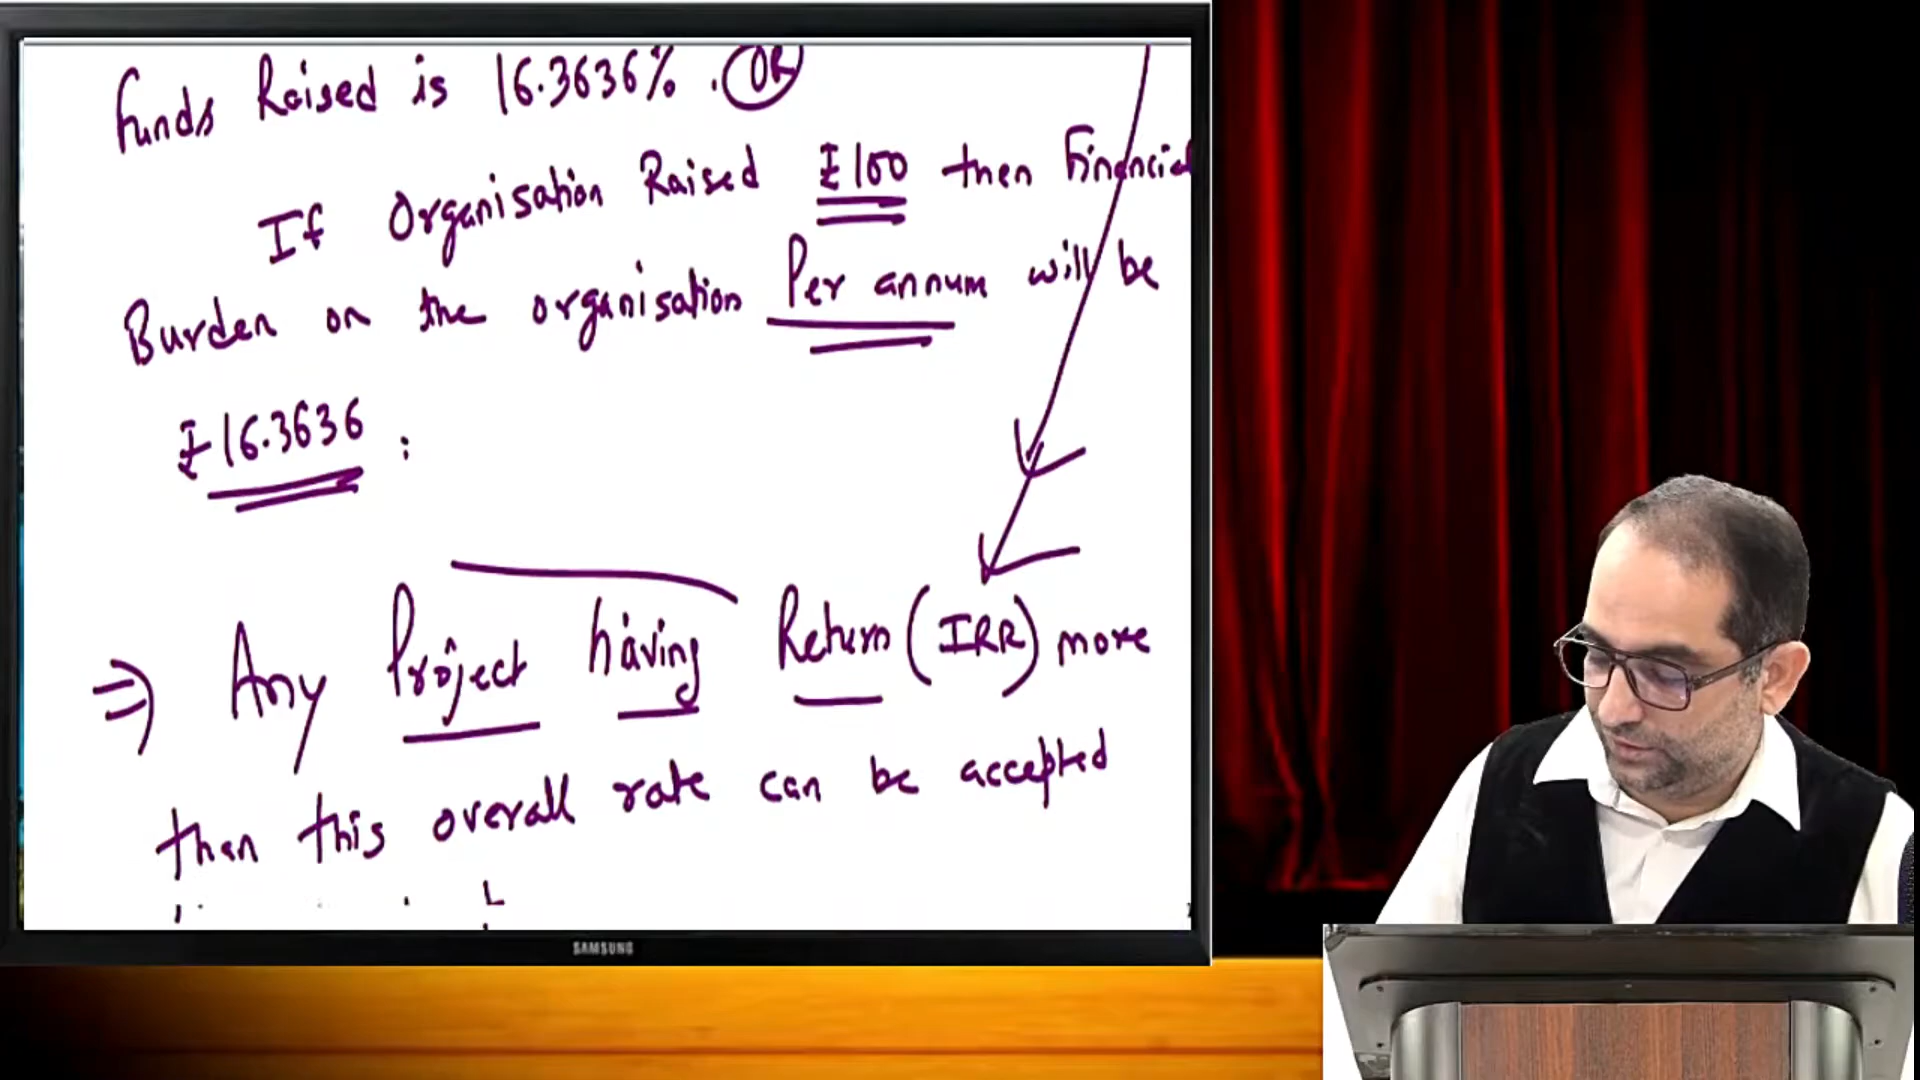 Funds Raised is 16.3636%. OR
If Organisation Raised ₹100 then Financial
Burden on the organisation Per annum will be
₹16.3636 :
⇒ Any Project having Return (IRR) more
than this overall rate can be accepted
SAMSUNG